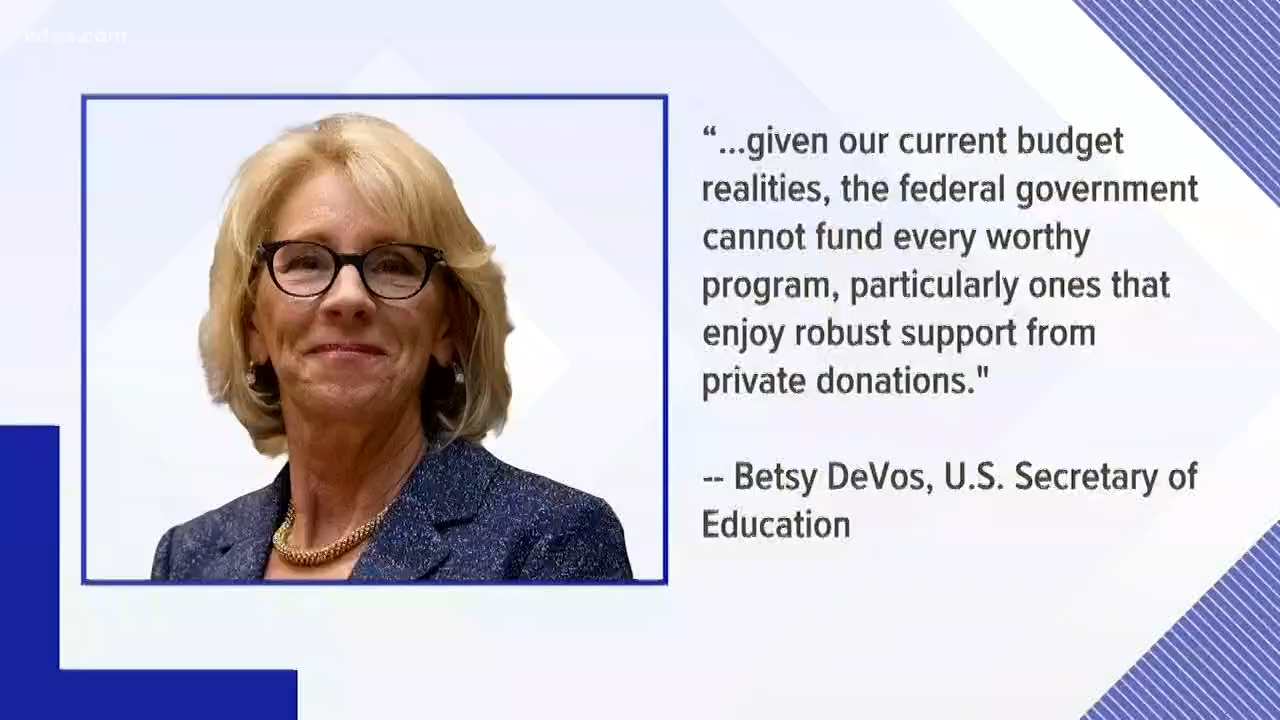 wfaa.com
“...given our current budget
realities, the federal government
cannot fund every worthy
program, particularly ones that
enjoy robust support from
private donations."
-- Betsy DeVos, U.S. Secretary of
Education